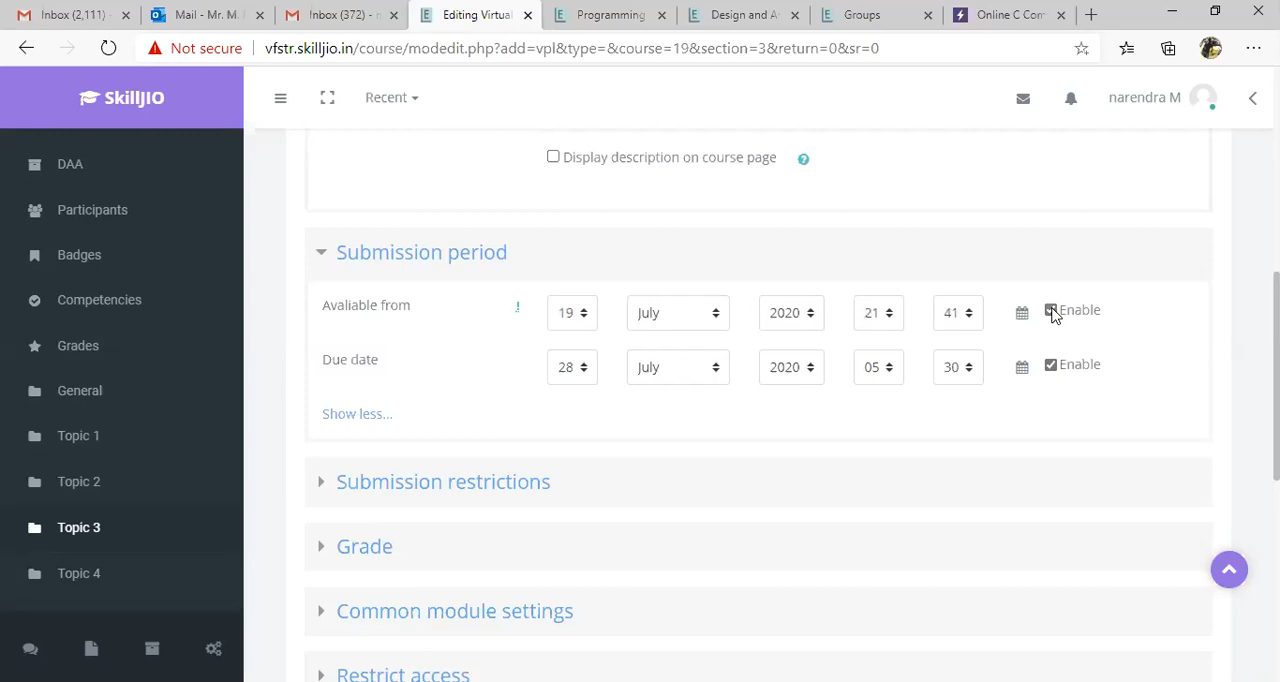 Inbox (2,111) -
Mail - Mr. M.
Inbox (372) - n
Editing Virtual
Programming
Design and A
Groups
Online C Com
Not secure
vfstr.skilljio.in/course/modedit.php?add=vpl&type=&course=19&section=3&return=0&sr=0
SkillJIO
Recent
narendra M
DAA
Participants
Badges
Competencies
Grades
General
Topic 1
Topic 2
Topic 3
Topic 4
Display description on course page ?
Submission period
Avaliable from ! 19 July 2020 21 41 Enable
Due date 28 July 2020 05 30 Enable
Show less...
Submission restrictions
Grade
Common module settings
Restrict access